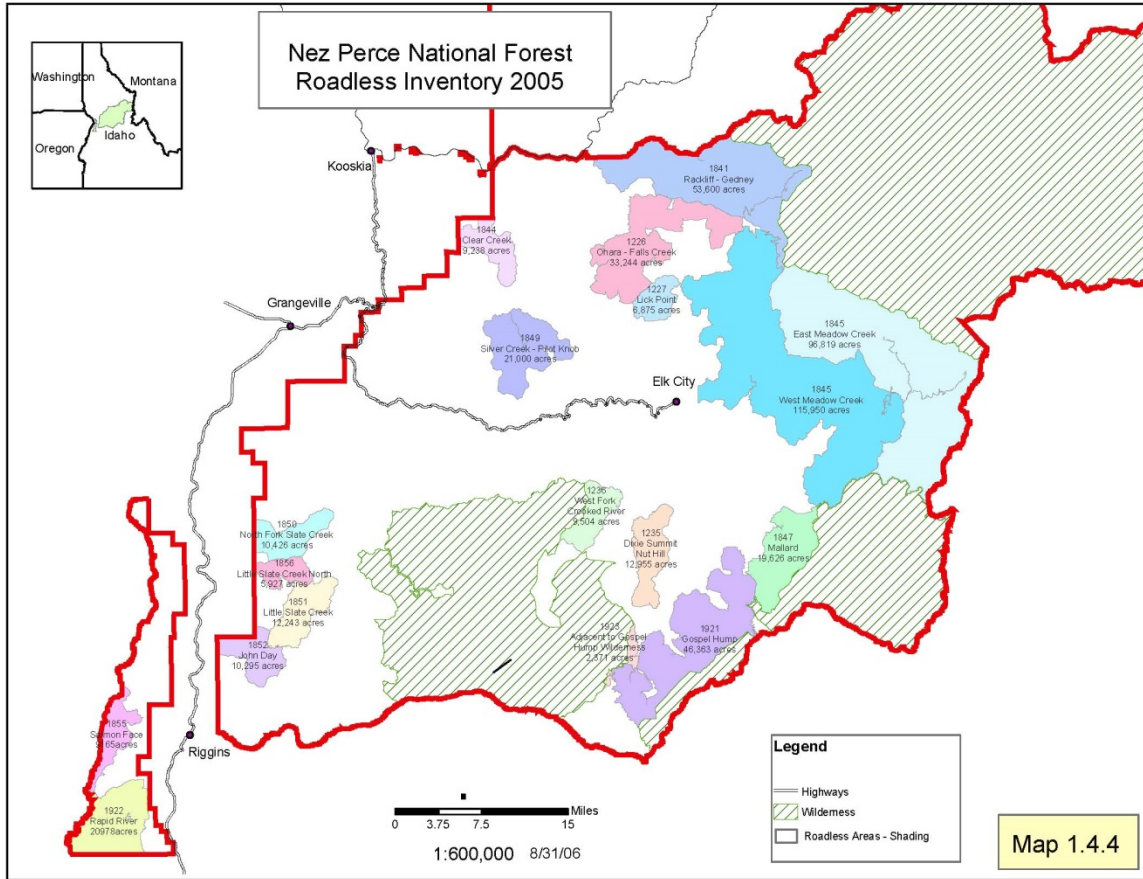 Nez Perce National Forest
Roadless Inventory 2005
Washington
Montana
Oregon
Idaho
Kooskia
1841
Rackliff - Gedney
53,600 acres
1844
Clear Creek
9,238 acres
1226
Ohara - Falls Creek
33,244 acres
1227
Lick Point
6,875 acres
Grangeville
1845
East Meadow Creek
96,819 acres
1849
Silver Creek - Pilot Knob
21,000 acres
Elk City
1845
West Meadow Creek
115,950 acres
1236
West Fork
Crooked River
9,504 acres
1850
North Fork Slate Creek
10,426 acres
1235
Dixie Summit
Nut Hill
12,955 acres
1847
Mallard
19,626 acres
1856
Little Slate Creek North
5,927 acres
1851
Little Slate Creek
12,243 acres
1852
John Day
10,295 acres
1923
Adjacent to Gospel
Hump Wilderness
2,371 acres
1921
Gospel Hump
46,363 acres
1855
Salmon Face
acres
Riggins
1922
Rapid River
20978acres
Miles
0 3.75 7.5 15
1:600,000 8/31/06
Legend
Highways
Wilderness
Roadless Areas - Shading
Map 1.4.4